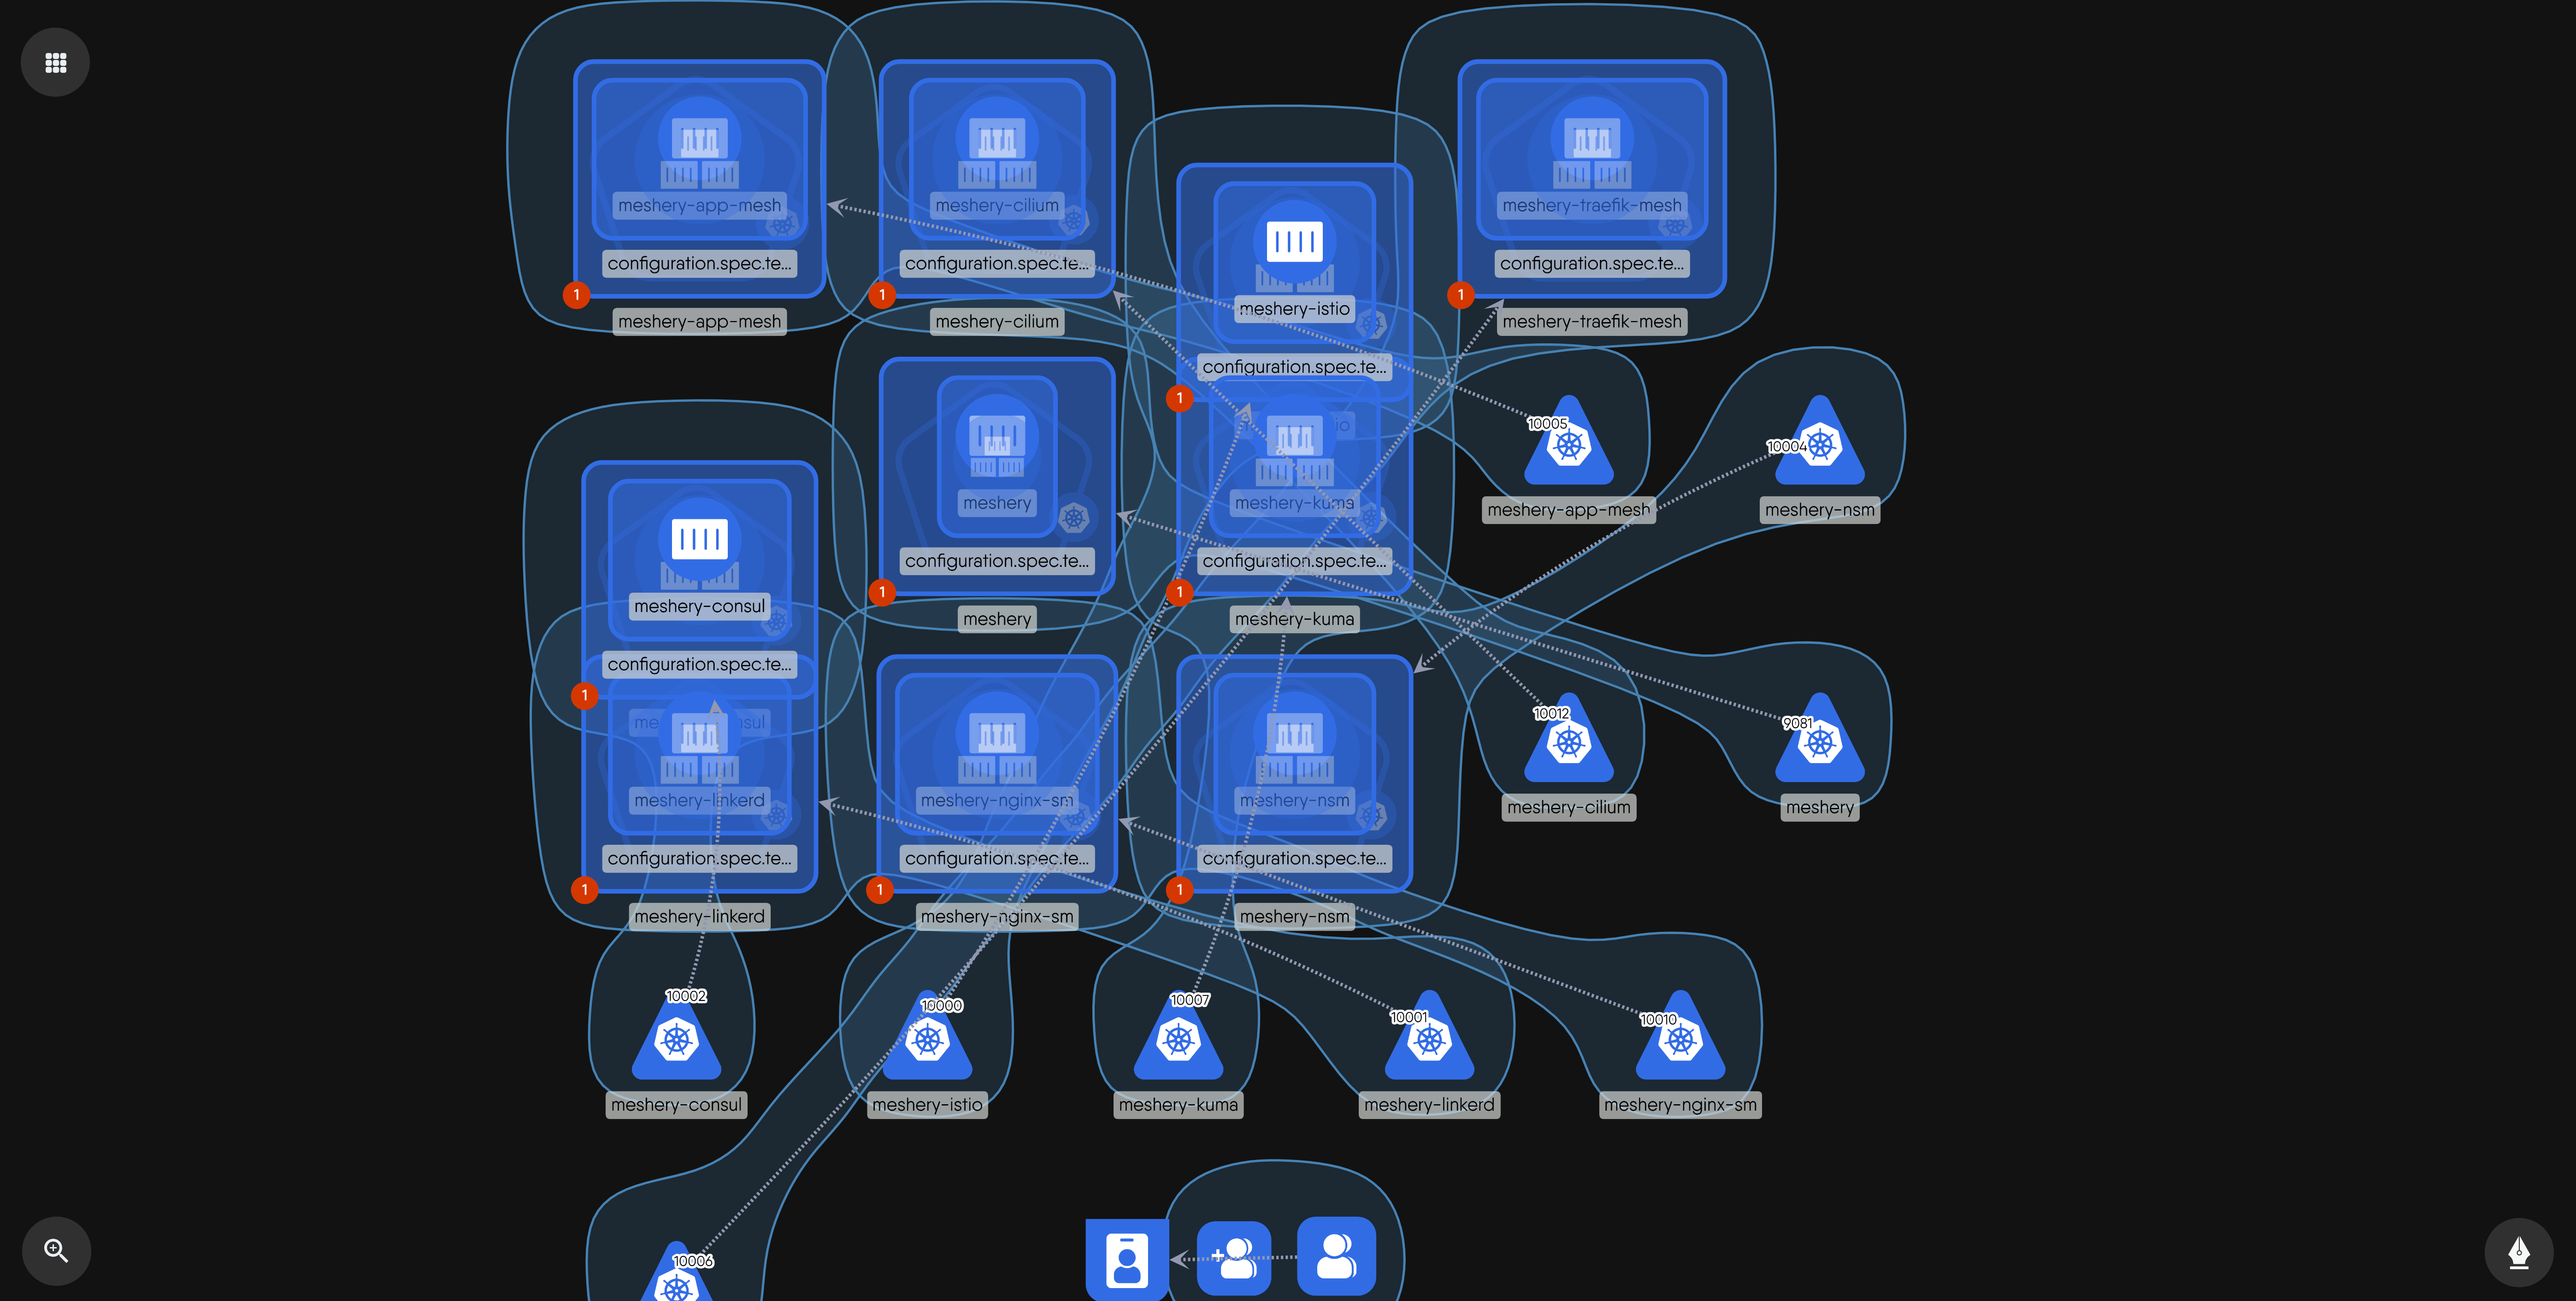 meshery-app-mesh
configuration.spec.te...
1
meshery-app-mesh
meshery-cilium
configuration.spec.te...
1
meshery-cilium
meshery-istio
configuration.spec.te...
1
meshery-traefik-mesh
configuration.spec.te...
1
meshery-traefik-mesh
meshery
configuration.spec.te...
1
meshery
meshery-kuma
configuration.spec.te...
1
meshery-kuma
10005
meshery-app-mesh
10004
meshery-nsm
meshery-consul
configuration.spec.te...
1
meshery-linkerd
configuration.spec.te...
1
meshery-linkerd
meshery-nginx-sm
configuration.spec.te...
1
meshery-nginx-sm
meshery-nsm
configuration.spec.te...
1
meshery-nsm
10012
meshery-cilium
9081
meshery
10002
meshery-consul
10000
meshery-istio
10007
meshery-kuma
10001
meshery-linkerd
10010
meshery-nginx-sm
10006